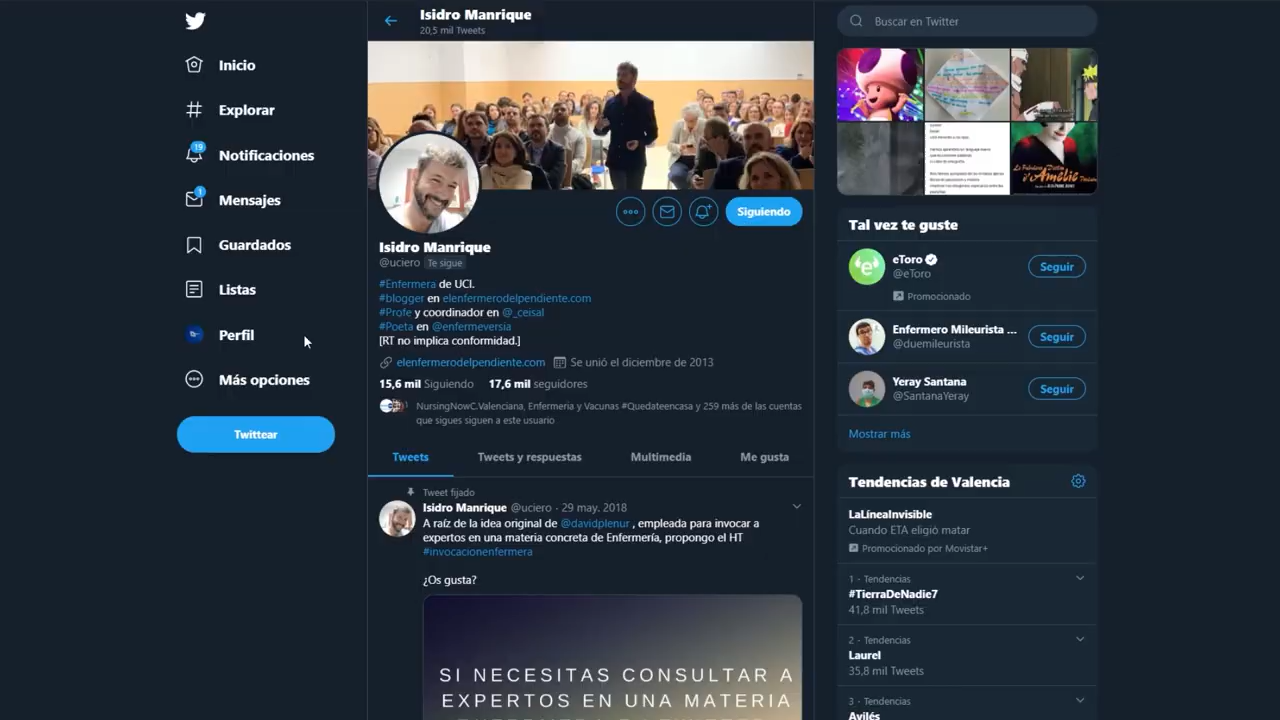 Inicio
Explorar
19
Notificaciones
1
Mensajes
Guardados
Listas
Perfil
Más opciones
Twittear
Isidro Manrique
20,5 mil Tweets
Siguiendo
Isidro Manrique
@uciero Te sigue
#Enfermera de UCI.
#blogger en elenfermerodelpendiente.com
#Profe y coordinador en @_ceisal
#Poeta en @enfermeversia
[RT no implica conformidad.]
elenfermerodelpendiente.com Se unió el diciembre de 2013
15,6 mil Siguiendo 17,6 mil seguidores
NursingNowC.Valenciana, Enfermeria y Vacunas #Quedateencasa y 259 más de las cuentas
que sigues siguen a este usuario
Tweets Tweets y respuestas Multimedia Me gusta
Tweet fijado
Isidro Manrique @uciero · 29 may. 2018
A raíz de la idea original de @davidplenur , empleada para invocar a
expertos en una materia concreta de Enfermería, propongo el HT
#invocacionenfermera
¿Os gusta?
SI NECESITAS CONSULTAR A
EXPERTOS EN UNA MATERIA
Buscar en Twitter
Tal vez te guste
eToro
@eToro
Seguir
Promocionado
Enfermero Mileurista ...
@duemileurista
Seguir
Yeray Santana
@SantanaYeray
Seguir
Mostrar más
Tendencias de Valencia
LaLíneaInvisible
Cuando ETA eligió matar
Promocionado por Movistar+
1 - Tendencias
#TierraDeNadie7
41,8 mil Tweets
2 - Tendencias
Laurel
35,8 mil Tweets
3 - Tendencias
Avilés